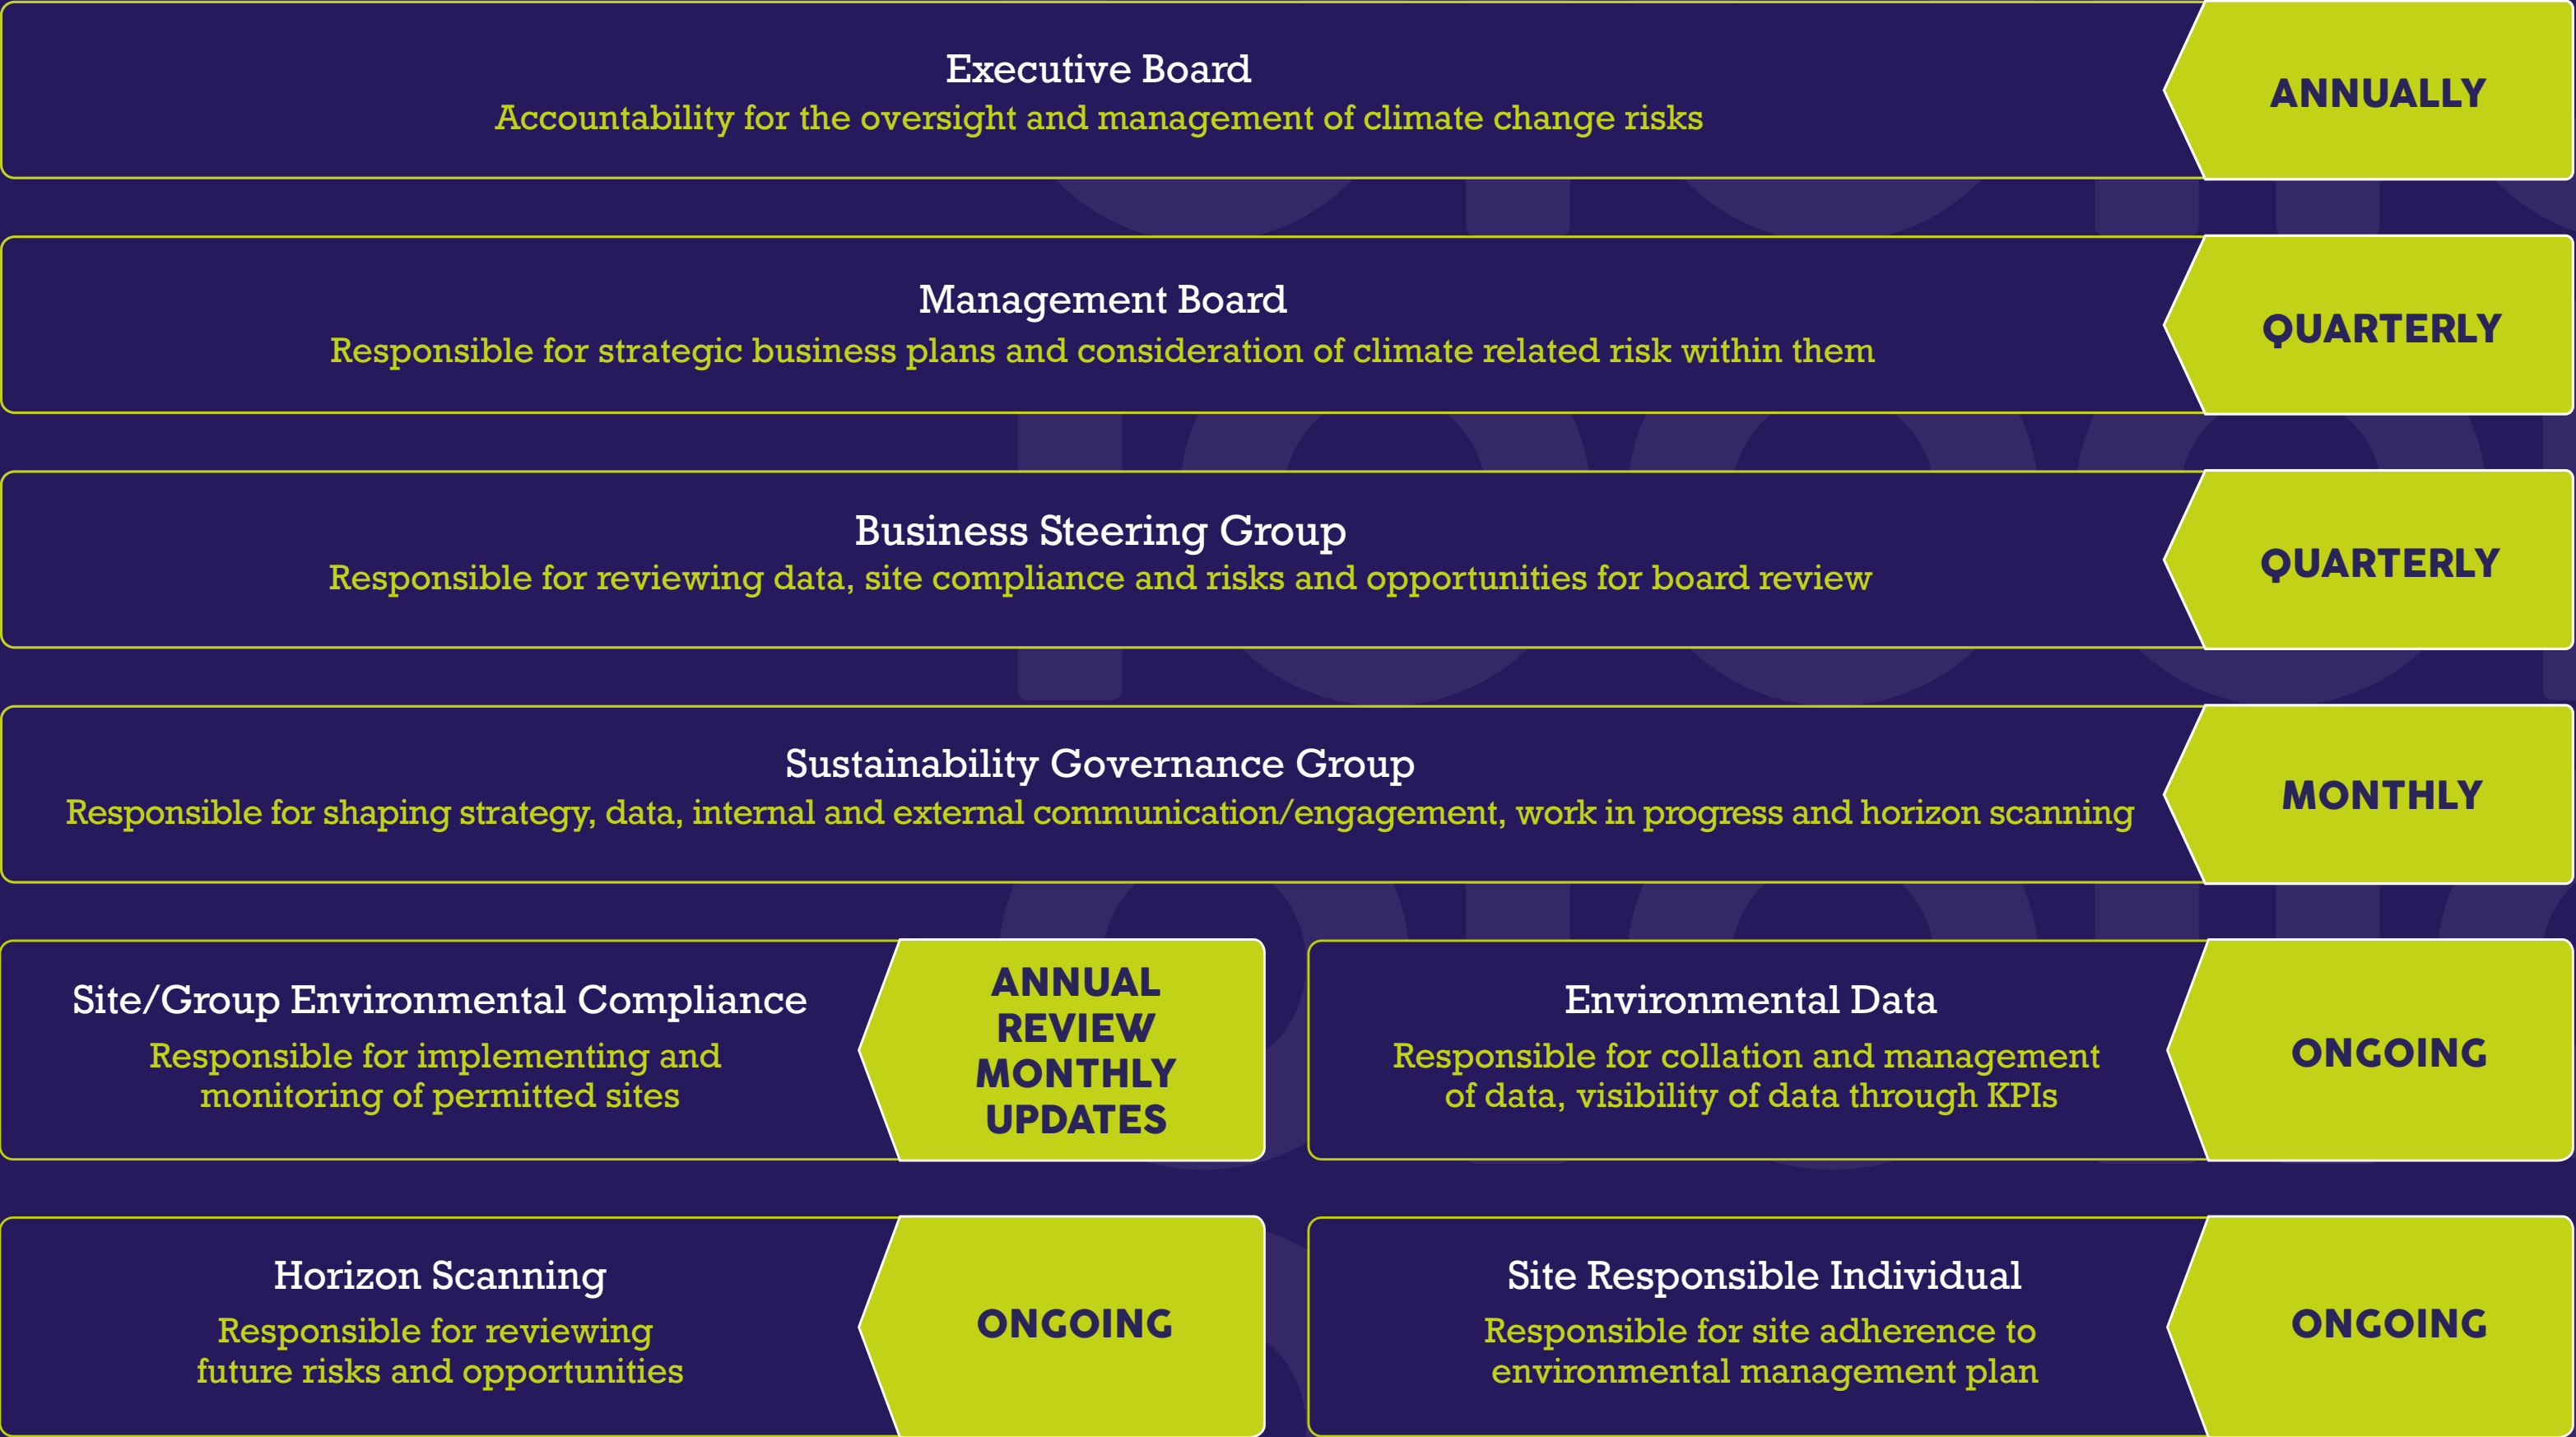 Executive Board
Accountability for the oversight and management of climate change risks
ANNUALLY
Management Board
Responsible for strategic business plans and consideration of climate related risk within them
QUARTERLY
Business Steering Group
Responsible for reviewing data, site compliance and risks and opportunities for board review
QUARTERLY
Sustainability Governance Group
Responsible for shaping strategy, data, internal and external communication/engagement, work in progress and horizon scanning
MONTHLY
Site/Group Environmental Compliance
Responsible for implementing and
monitoring of permitted sites
ANNUAL
REVIEW
MONTHLY
UPDATES
Environmental Data
Responsible for collation and management
of data, visibility of data through KPIs
ONGOING
Horizon Scanning
Responsible for reviewing
future risks and opportunities
ONGOING
Site Responsible Individual
Responsible for site adherence to
environmental management plan
ONGOING